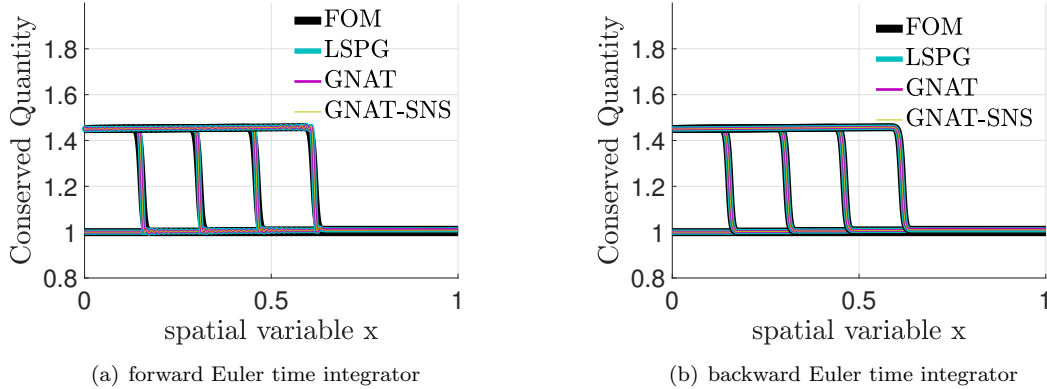 FOM
LSPG
GNAT
GNAT-SNS
Conserved Quantity
1.8
1.6
1.4
1.2
1
0.8
0
0.5
1
spatial variable x
(a) forward Euler time integrator
FOM
LSPG
GNAT
GNAT-SNS
Conserved Quantity
1.8
1.6
1.4
1.2
1
0.8
0
0.5
1
spatial variable x
(b) backward Euler time integrator